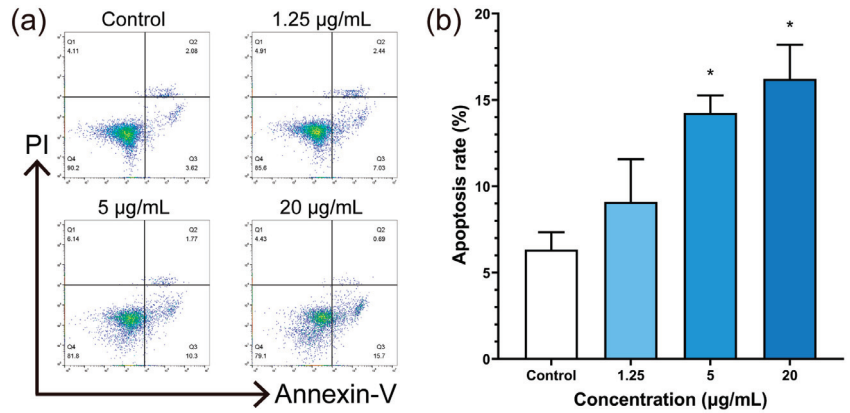 (a)
Control
1.25 μg/mL
Q1
4.11
Q2
2.08
Q4
90.2
Q3
3.62
Q1
4.91
Q2
2.44
Q4
85.6
Q3
7.03
PI
5 μg/mL
20 μg/mL
Q1
6.14
Q2
1.77
Q4
81.8
Q3
10.3
Q1
4.43
Q2
0.69
Q4
79.1
Q3
15.7
Annexin-V
(b)
Apoptosis rate (%)
20
15
10
5
0
*
*
Control
1.25
5
20
Concentration (μg/mL)